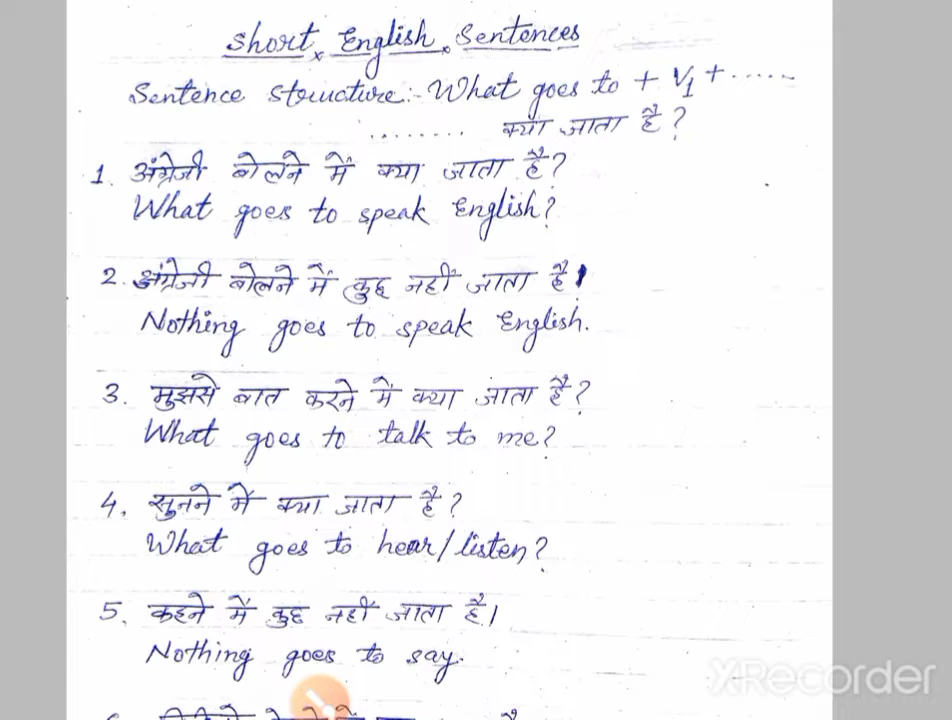 Short English Sentences
Sentence structure:- What goes to + V1 + ......
........ क्या जाता है?
1. अंग्रेजी बोलने में क्या जाता है?
What goes to speak English?
2. अंग्रेजी बोलने में कुछ नहीं जाता है।
Nothing goes to speak English.
3. मुझसे बात करने में क्या जाता है?
What goes to talk to me?
4. सुनने में क्या जाता है?
What goes to hear/listen?
5. कहने में कुछ नहीं जाता है।
Nothing goes to say.
XRecorder